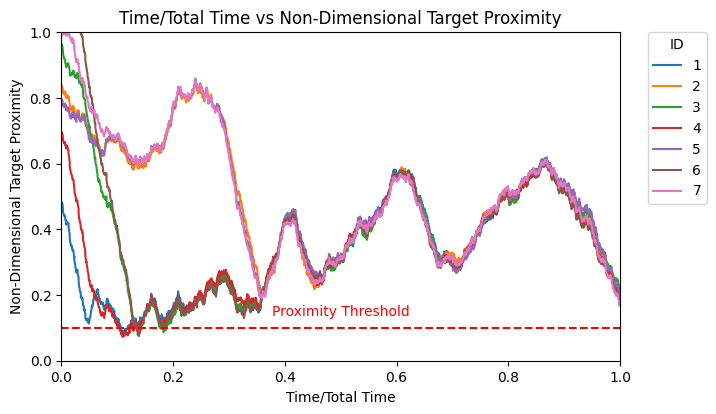 Time/Total Time vs Non-Dimensional Target Proximity
Non-Dimensional Target Proximity
1.0
0.8
0.6
0.4
0.2
0.0
Proximity Threshold
0.0 0.2 0.4 0.6 0.8 1.0
Time/Total Time
ID
1
2
3
4
5
6
7